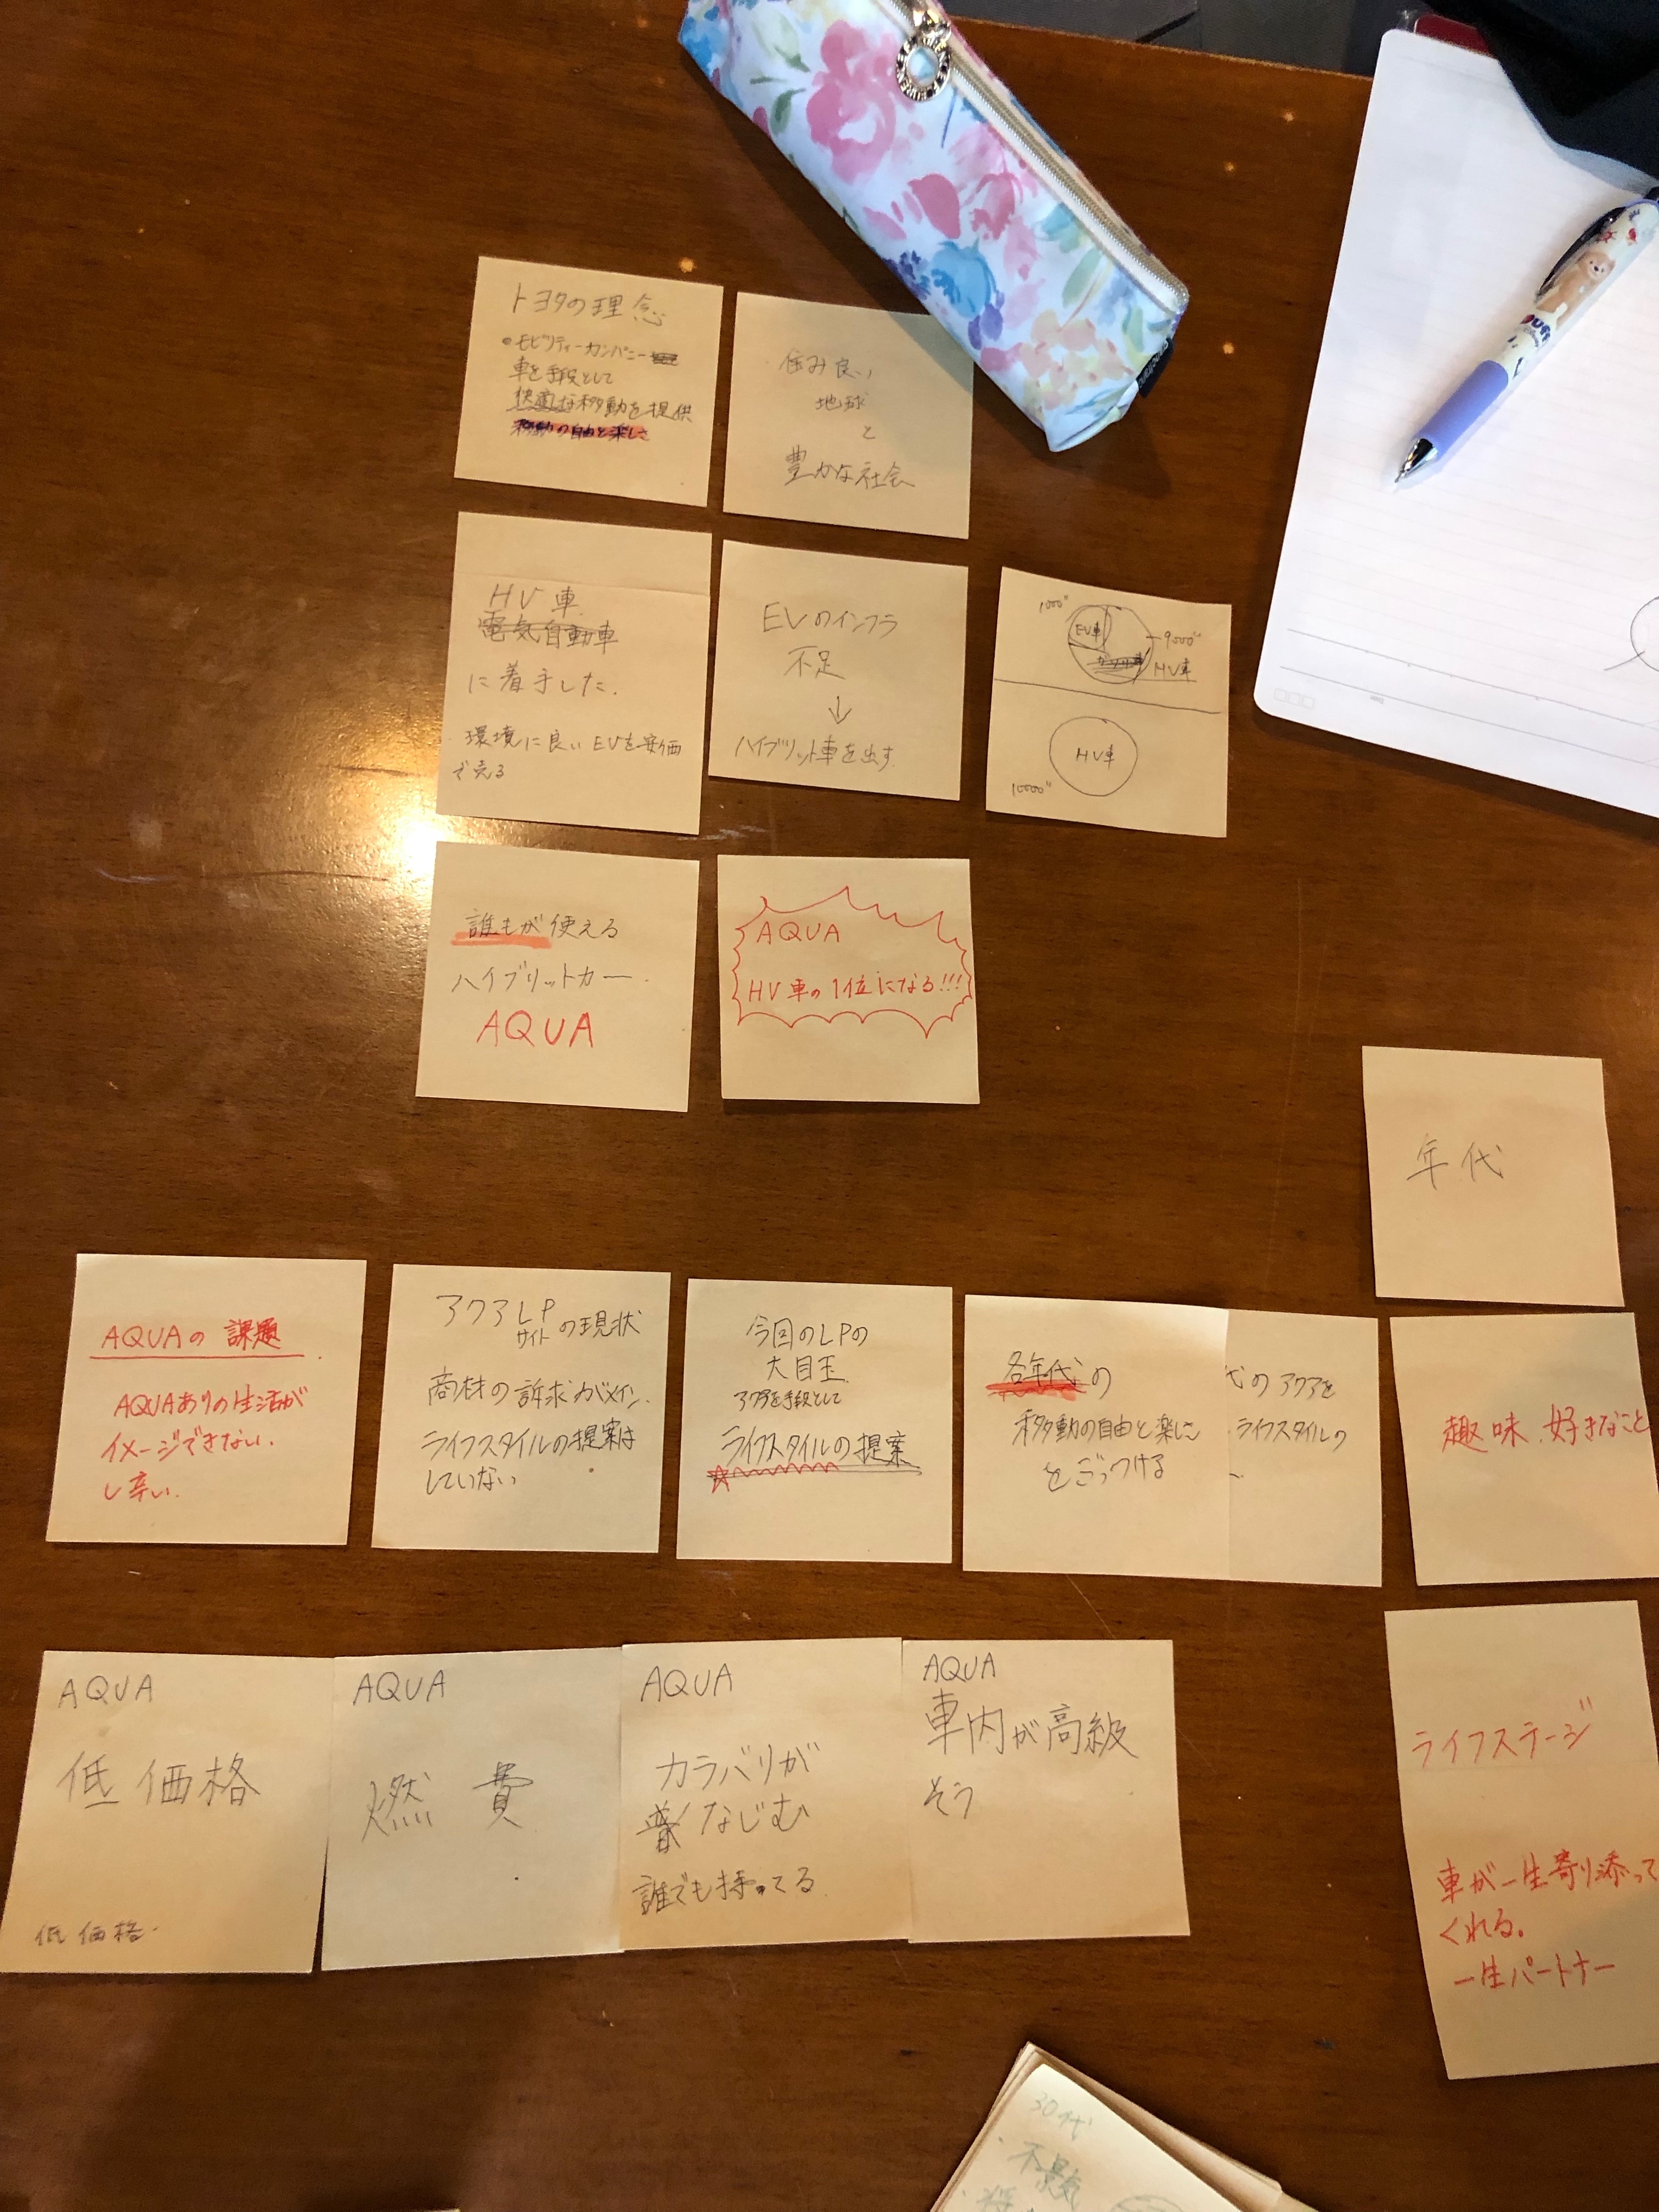 トヨタの理念
・モビリティーカンパニー
車を手段として
快適な移動を提供
移動の自由と楽しさ
住み良い
地球
と
豊かな社会
HV車
電気自動車
に着手した.
環境に良いEVを安価
で売る
EVのインフラ
不足
↓
ハイブリット車を出す.
1000"
EV車
9000"
ガソリン車
HV車
HV車
10000"
誰もが使える
ハイブリットカー.
AQUA
AQUA
HV車の1位になる!!!
年代
AQUAの課題
AQUAありの生活が
イメージできない.
し辛い.
アクアLPの現状
サイト
商材の訴求がメイン.
ライフスタイルの提案は
していない
今回のLPの
大目玉
アクアを手段として
ライフスタイルの提案
各年代の
移動の自由と楽しさ
をこじつける
代のアクアを
ライフスタイルの
趣味.好きなこと
AQUA
低価格
低価格.
AQUA
燃費
AQUA
カラバリが
なじむ
誰でも持ってる
AQUA
車内が高級
そう
ライフステージ
車が一生寄り添って
くれる.
一生パートナー
30代
・不景気